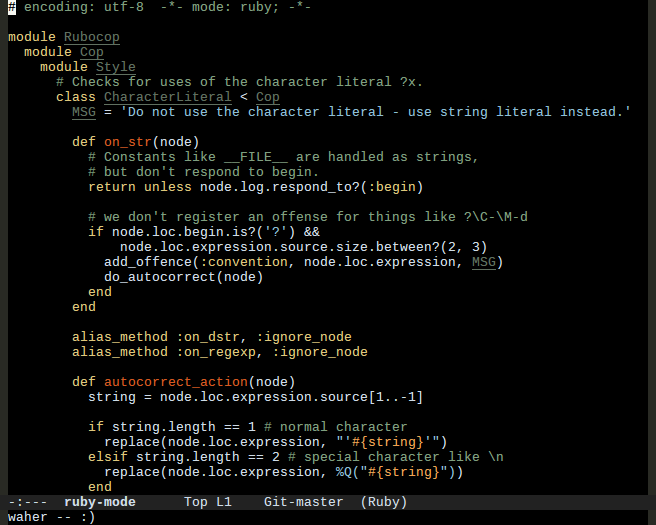 # encoding: utf-8  -*- mode: ruby; -*-

module Rubocop
  module Cop
    module Style
      # Checks for uses of the character literal ?x.
      class CharacterLiteral < Cop
        MSG = 'Do not use the character literal - use string literal instead.'

        def on_str(node)
          # Constants like __FILE__ are handled as strings,
          # but don't respond to begin.
          return unless node.log.respond_to?(:begin)

          # we don't register an offense for things like ?\C-\M-d
          if node.loc.begin.is?('?') &&
              node.loc.expression.source.size.between?(2, 3)
            add_offence(:convention, node.loc.expression, MSG)
            do_autocorrect(node)
          end
        end

        alias_method :on_dstr, :ignore_node
        alias_method :on_regexp, :ignore_node

        def autocorrect_action(node)
          string = node.loc.expression.source[1..-1]

          if string.length == 1 # normal character
            replace(node.loc.expression, "'#{string}'")
          elsif string.length == 2 # special character like \n
            replace(node.loc.expression, %Q("#{string}"))
          end
-:---  ruby-mode      Top L1    Git-master  (Ruby)
waher -- :)